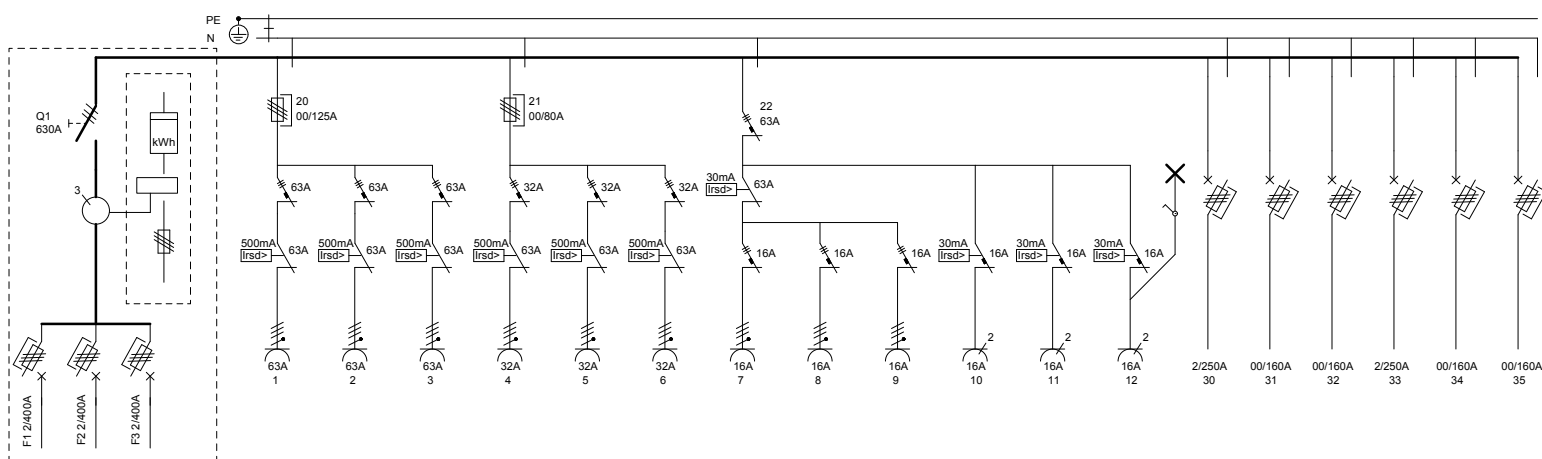 PE
N
Q1
630A
kWh
3
F1 2/400A
F2 2/400A
F3 2/400A
20
00/125A
21
00/80A
22
63A
63A
63A
63A
32A
32A
32A
30mA
Irsd>
63A
500mA
Irsd>
63A
500mA
Irsd>
63A
500mA
Irsd>
63A
500mA
Irsd>
63A
500mA
Irsd>
63A
500mA
Irsd>
63A
16A
16A
16A
30mA
Irsd>
16A
30mA
Irsd>
16A
30mA
Irsd>
16A
2
2
2
63A
1
63A
2
63A
3
32A
4
32A
5
32A
6
16A
7
16A
8
16A
9
16A
10
16A
11
16A
12
2/250A
30
00/160A
31
00/160A
32
2/250A
33
00/160A
34
00/160A
35